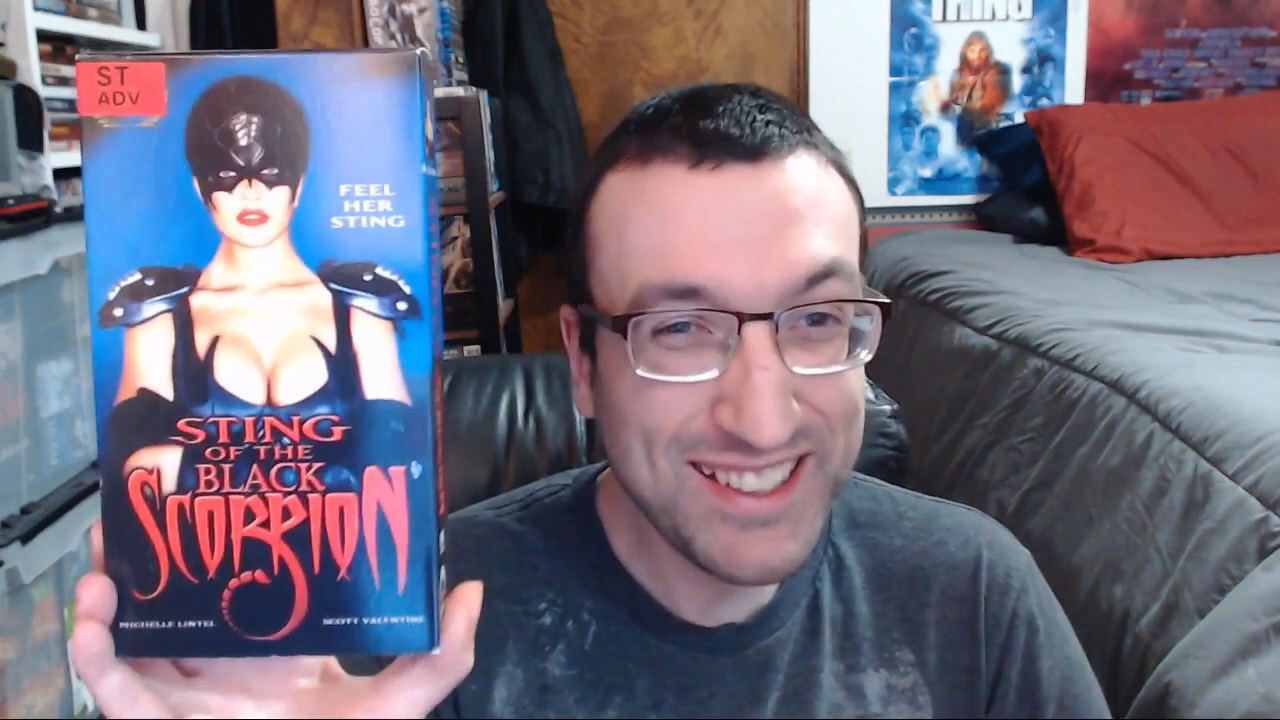 ST
ADV
FEEL
HER
STING
STING
OF THE
BLACK
SCORPION
MICHELLE LINTEL
SCOTT VALENTINE
THING